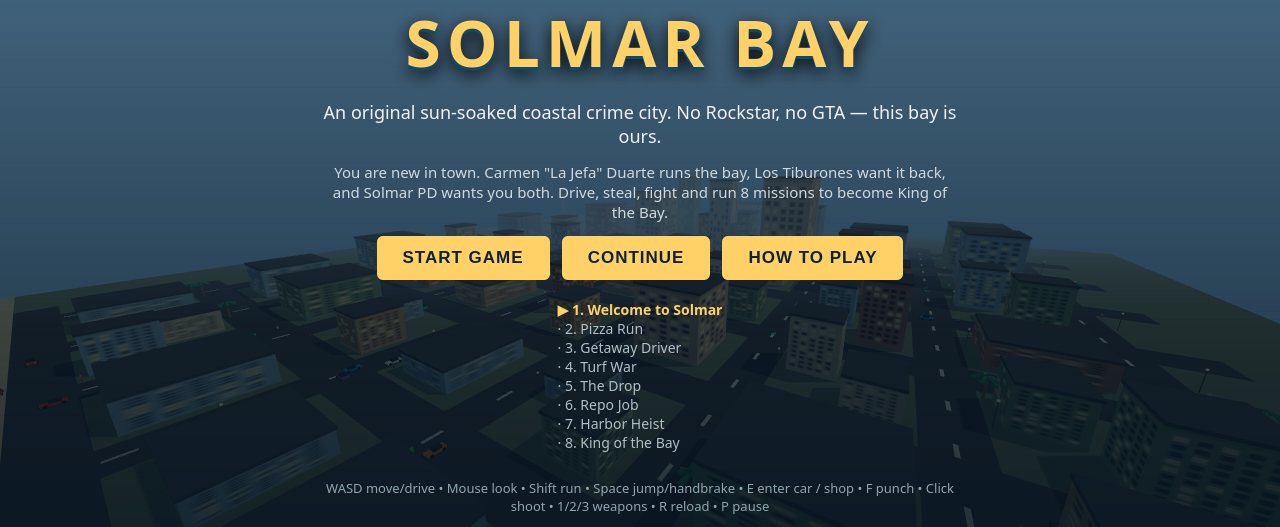 SOLMAR BAY
An original sun-soaked coastal crime city. No Rockstar, no GTA — this bay is
ours.
You are new in town. Carmen "La Jefa" Duarte runs the bay, Los Tiburones want it back,
and Solmar PD wants you both. Drive, steal, fight and run 8 missions to become King of
the Bay.
START GAME CONTINUE HOW TO PLAY
▶ 1. Welcome to Solmar
· 2. Pizza Run
· 3. Getaway Driver
· 4. Turf War
· 5. The Drop
· 6. Repo Job
· 7. Harbor Heist
· 8. King of the Bay
WASD move/drive • Mouse look • Shift run • Space jump/handbrake • E enter car / shop • F punch • Click
shoot • 1/2/3 weapons • R reload • P pause